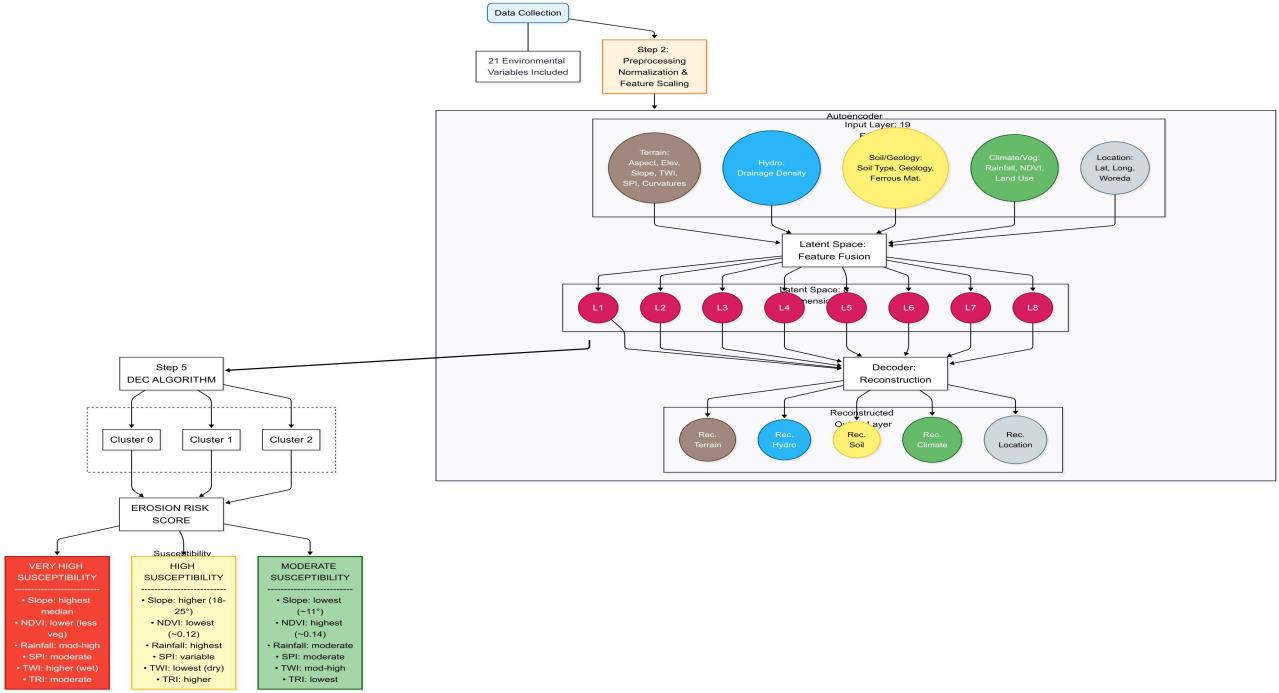 Data Collection
21 Environmental
Variables Included
Step 2:
Preprocessing
Normalization &
Feature Scaling
Autoencoder
Input Layer: 19
Terrain:
Aspect, Elev,
Slope, TWI,
SPI, Curvatures
Hydro:
Drainage Density
Soil/Geology:
Soil Type, Geology,
Ferrous Mat.
Climate/Veg:
Rainfall, NDVI,
Land Use
Location:
Lat, Long,
Woreda
Latent Space:
Feature Fusion
Latent Space:
L1
L2
L3
L4
L5
L6
L7
L8
Decoder:
Reconstruction
Reconstructed
Layer
Rec.
Terrain
Rec.
Hydro
Rec.
Soil
Rec.
Climate
Rec.
Location
Step 5
DEC ALGORITHM
Cluster 0
Cluster 1
Cluster 2
EROSION RISK
SCORE
Susceptibility
VERY HIGH
SUSCEPTIBILITY
--------------------------
• Slope: highest
median
• NDVI: lower (less
veg)
• Rainfall: mod-high
• SPI: moderate
• TWI: higher (wet)
• TRI: moderate
HIGH
SUSCEPTIBILITY
--------------------------
• Slope: higher (18-
25°)
• NDVI: lowest
(~0.12)
• Rainfall: highest
• SPI: variable
• TWI: lowest (dry)
• TRI: higher
MODERATE
SUSCEPTIBILITY
--------------------------
• Slope: lowest
(~11°)
• NDVI: highest
(~0.14)
• Rainfall: moderate
• SPI: moderate
• TWI: mod-high
• TRI: lowest